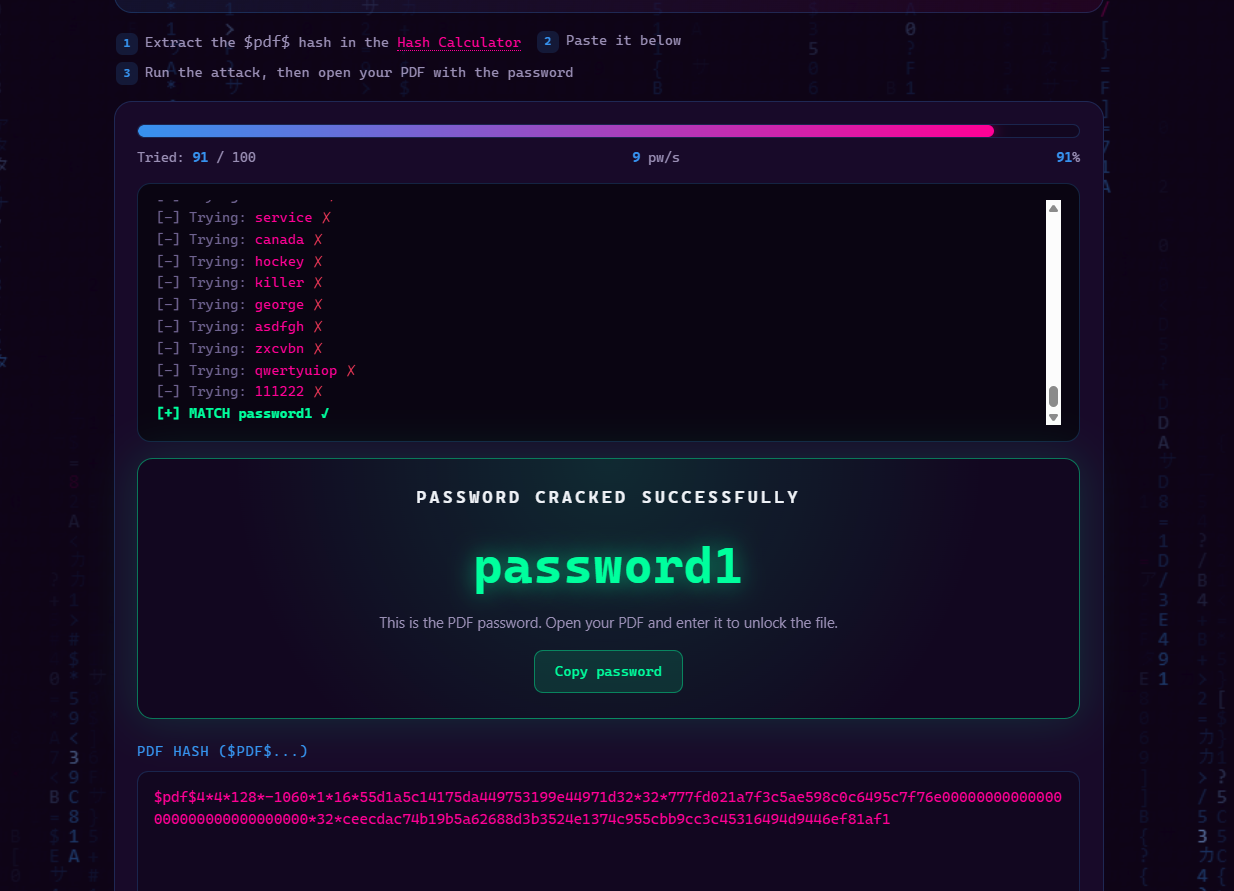 1 Extract the $pdf$ hash in the Hash Calculator 2 Paste it below
3 Run the attack, then open your PDF with the password
Tried: 91 / 100 9 pw/s 91%
[-] Trying: service ✗
[-] Trying: canada ✗
[-] Trying: hockey ✗
[-] Trying: killer ✗
[-] Trying: george ✗
[-] Trying: asdfgh ✗
[-] Trying: zxcvbn ✗
[-] Trying: qwertyuiop ✗
[-] Trying: 111222 ✗
[+] MATCH password1 ✓
PASSWORD CRACKED SUCCESSFULLY
password1
This is the PDF password. Open your PDF and enter it to unlock the file.
Copy password
PDF HASH ($PDF$...)
$pdf$4*4*128*-1060*1*16*55d1a5c14175da449753199e44971d32*32*777fd021a7f3c5ae598c0c6495c7f76e00000000000000
000000000000000000*32*ceecdac74b19b5a62688d3b3524e1374c955cbb9cc3c45316494d9446ef81af1